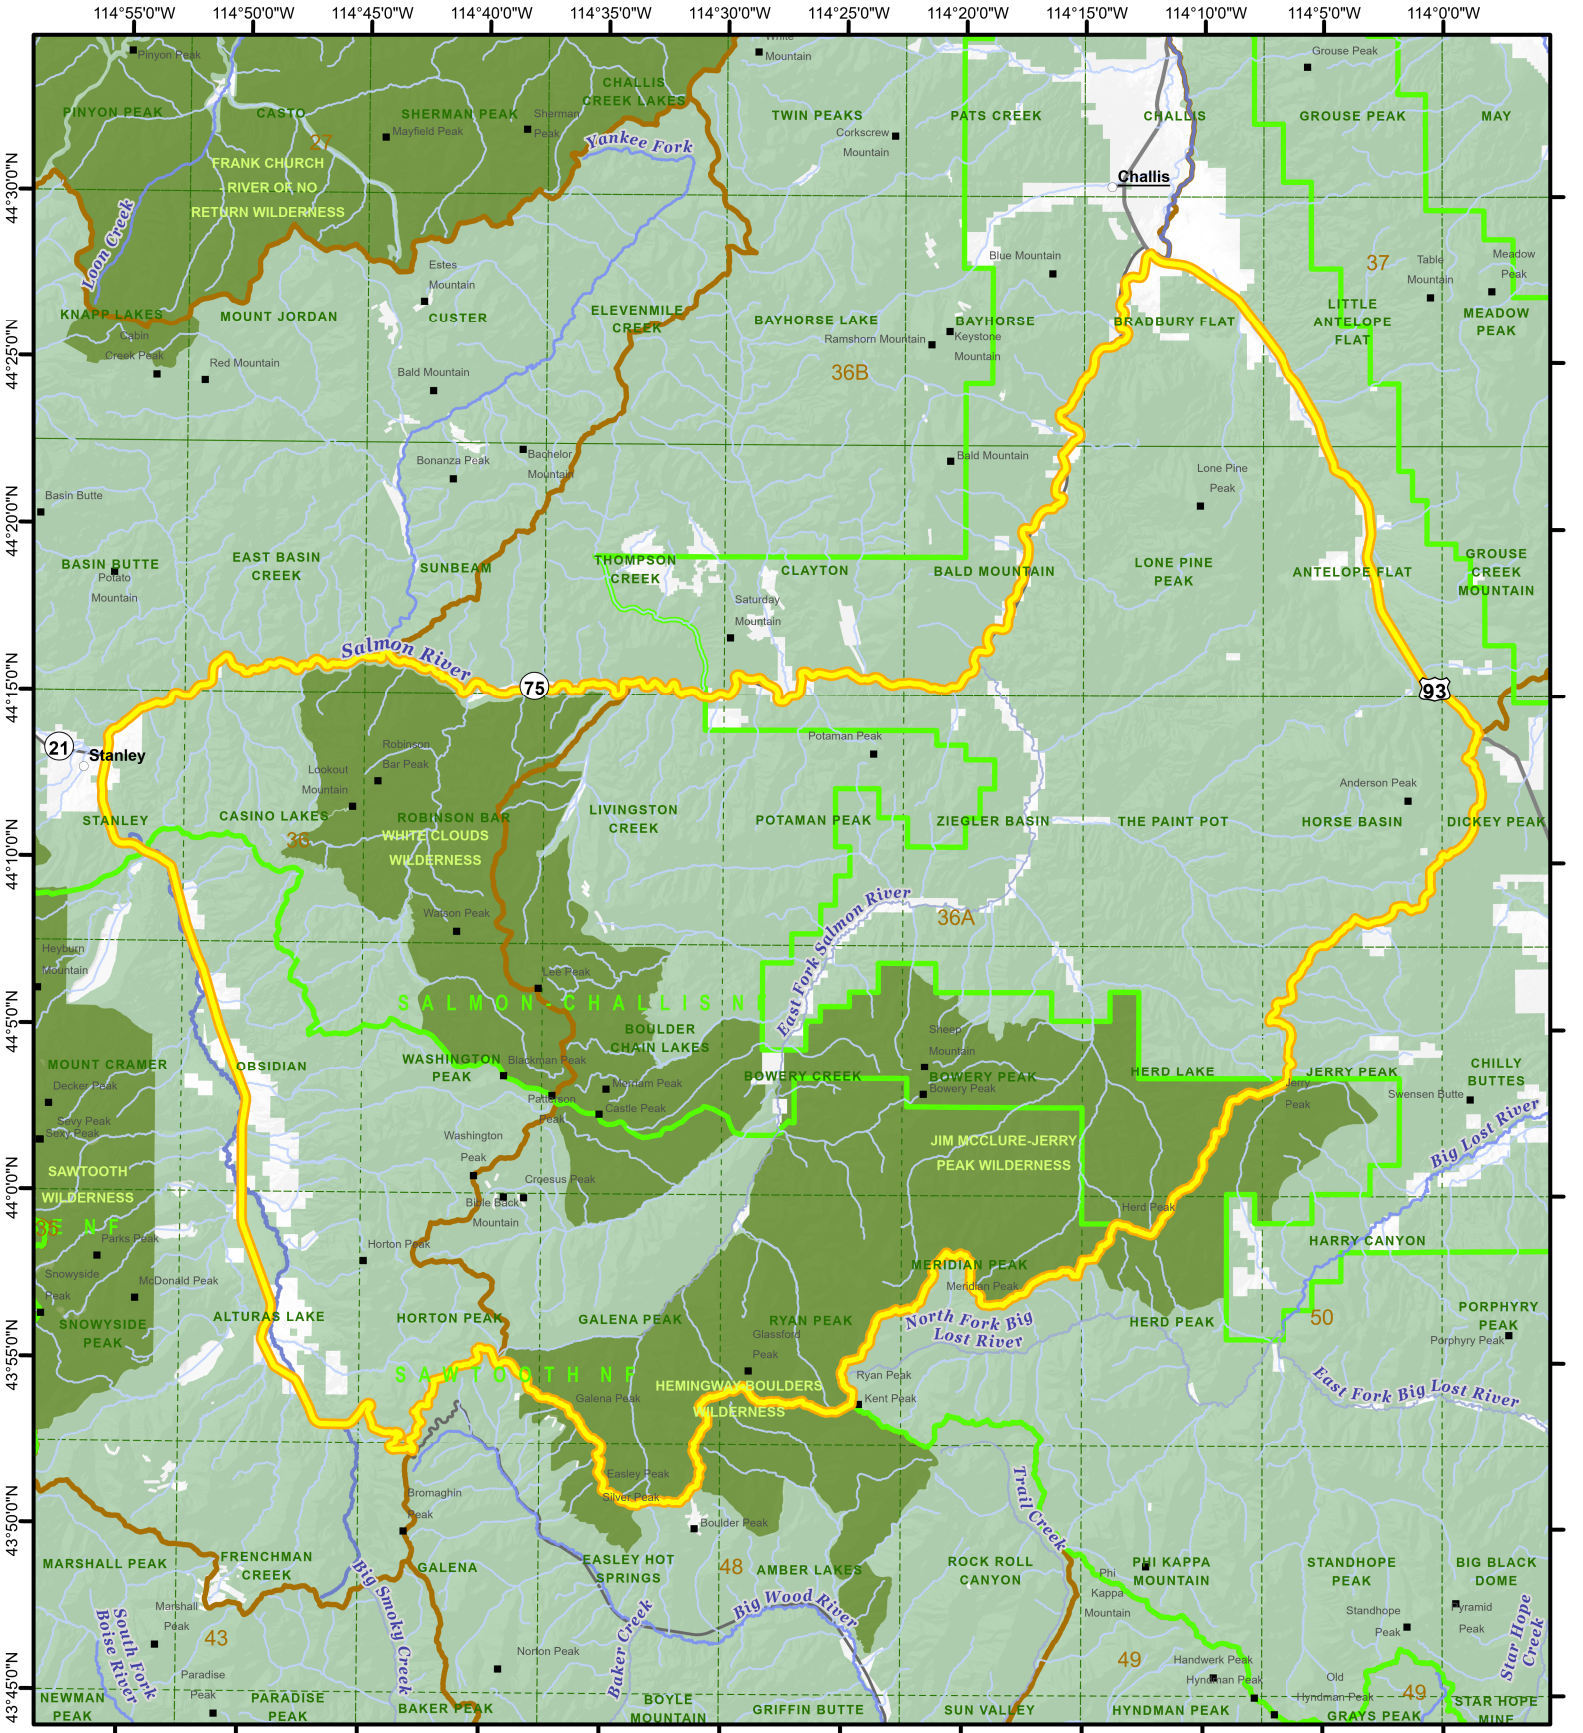 114°55'0"W 114°50'0"W 114°45'0"W 114°40'0"W 114°35'0"W 114°30'0"W 114°25'0"W 114°20'0"W 114°15'0"W 114°10'0"W 114°5'0"W 114°0'0"W
44°30'0"N
44°25'0"N
44°20'0"N
44°15'0"N
44°10'0"N
44°5'0"N
44°0'0"N
43°55'0"N
43°50'0"N
43°45'0"N
Pinyon Peak
White
Mountain
Grouse Peak
PINYON PEAK
CASTO
SHERMAN PEAK
CHALLIS
CREEK LAKES
TWIN PEAKS
PATS CREEK
CHALLIS
GROUSE PEAK
MAY
27
Mayfield Peak
Sherman
Peak
Corkscrew
Mountain
Yankee Fork
FRANK CHURCH
- RIVER OF NO
RETURN WILDERNESS
Challis
Loon Creek
Estes
Mountain
Blue Mountain
37
Table
Mountain
Meadow
Peak
KNAPP LAKES
MOUNT JORDAN
CUSTER
ELEVENMILE
CREEK
BAYHORSE LAKE
BAYHORSE
BRADBURY FLAT
LITTLE
ANTELOPE
FLAT
MEADOW
PEAK
Cabin
Creek Peak
Red Mountain
Bald Mountain
Ramshorn Mountain
Keystone
Mountain
36B
Bonanza Peak
Bachelor
Mountain
Bald Mountain
Lone Pine
Peak
Basin Butte
BASIN BUTTE
Potato
Mountain
EAST BASIN
CREEK
SUNBEAM
THOMPSON
CREEK
CLAYTON
BALD MOUNTAIN
LONE PINE
PEAK
ANTELOPE FLAT
GROUSE
CREEK
MOUNTAIN
Saturday
Mountain
Salmon River
75
93
21
Stanley
Robinson
Bar Peak
Lookout
Mountain
Potaman Peak
Anderson Peak
STANLEY
CASINO LAKES
ROBINSON BAR
LIVINGSTON
CREEK
POTAMAN PEAK
ZIEGLER BASIN
THE PAINT POT
HORSE BASIN
DICKEY PEAK
36
WHITE CLOUDS
WILDERNESS
Watson Peak
East Fork Salmon River
36A
Heyburn
Mountain
Lee Peak
SALMON-CHALLIS N
BOULDER
CHAIN LAKES
Sheep
Mountain
MOUNT CRAMER
Decker Peak
OBSIDIAN
WASHINGTON
PEAK
Blackman Peak
BOWERY CREEK
BOWERY PEAK
Bowery Peak
HERD LAKE
JERRY PEAK
Jerry
Peak
CHILLY
BUTTES
Swensen Butte
Merriam Peak
Castle Peak
Patterson
Peak
Sevy Peak
Sexy Peak
Washington
Peak
JIM MCCLURE-JERRY
PEAK WILDERNESS
Big Lost River
SAWTOOTH
WILDERNESS
Croesus Peak
Bible Back
Mountain
Herd Peak
35
E NF
Parks Peak
Horton Peak
HARRY CANYON
Snowyside
Peak
McDonald Peak
MERIDIAN PEAK
Meridian Peak
SNOWYSIDE
PEAK
ALTURAS LAKE
HORTON PEAK
GALENA PEAK
RYAN PEAK
North Fork Big
Lost River
HERD PEAK
50
PORPHYRY
PEAK
Porphyry Peak
Glassford
Peak
SAWTOOTH NF
Galena Peak
HEMINGWAY-BOULDERS
WILDERNESS
Ryan Peak
Kent Peak
East Fork Big Lost River
Easley Peak
Silver Peak
Boulder Peak
Bromaghin
Peak
Trail Creek
MARSHALL PEAK
FRENCHMAN
CREEK
GALENA
EASLEY HOT
SPRINGS
48
AMBER LAKES
ROCK ROLL
CANYON
PHI KAPPA
MOUNTAIN
Phi
Kappa
Mountain
STANDHOPE
PEAK
BIG BLACK
DOME
Marshall
Peak
Big Smoky Creek
Baker Creek
Big Wood River
Standhope
Peak
Pyramid
Peak
Star Hope
Creek
South Fork
Boise River
43
Norton Peak
49
Handwerk Peak
Hyndman Peak
Old
Hyndman Peak
49
Paradise
Peak
NEWMAN
PEAK
PARADISE
PEAK
BAKER PEAK
BOYLE
MOUNTAIN
GRIFFIN BUTTE
SUN VALLEY
HYNDMAN PEAK
GRAYS PEAK
STAR HOPE
MINE